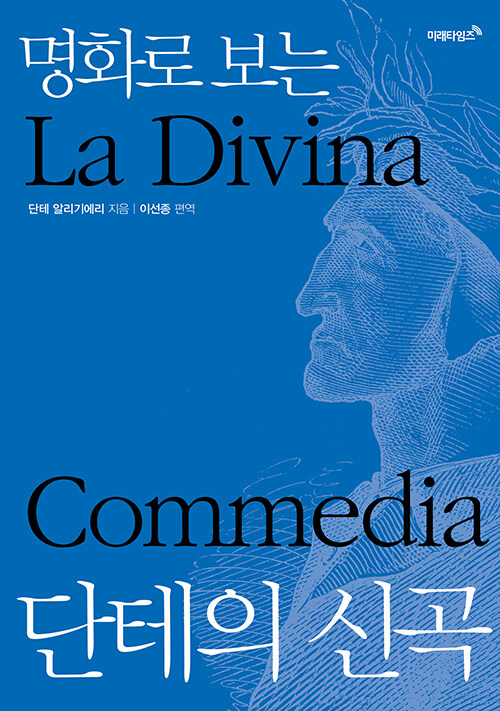 미래타임즈
명화로 보는
La Divina
단테 알리기에리 지음 | 이선종 편역
Commedia
단테의 신곡